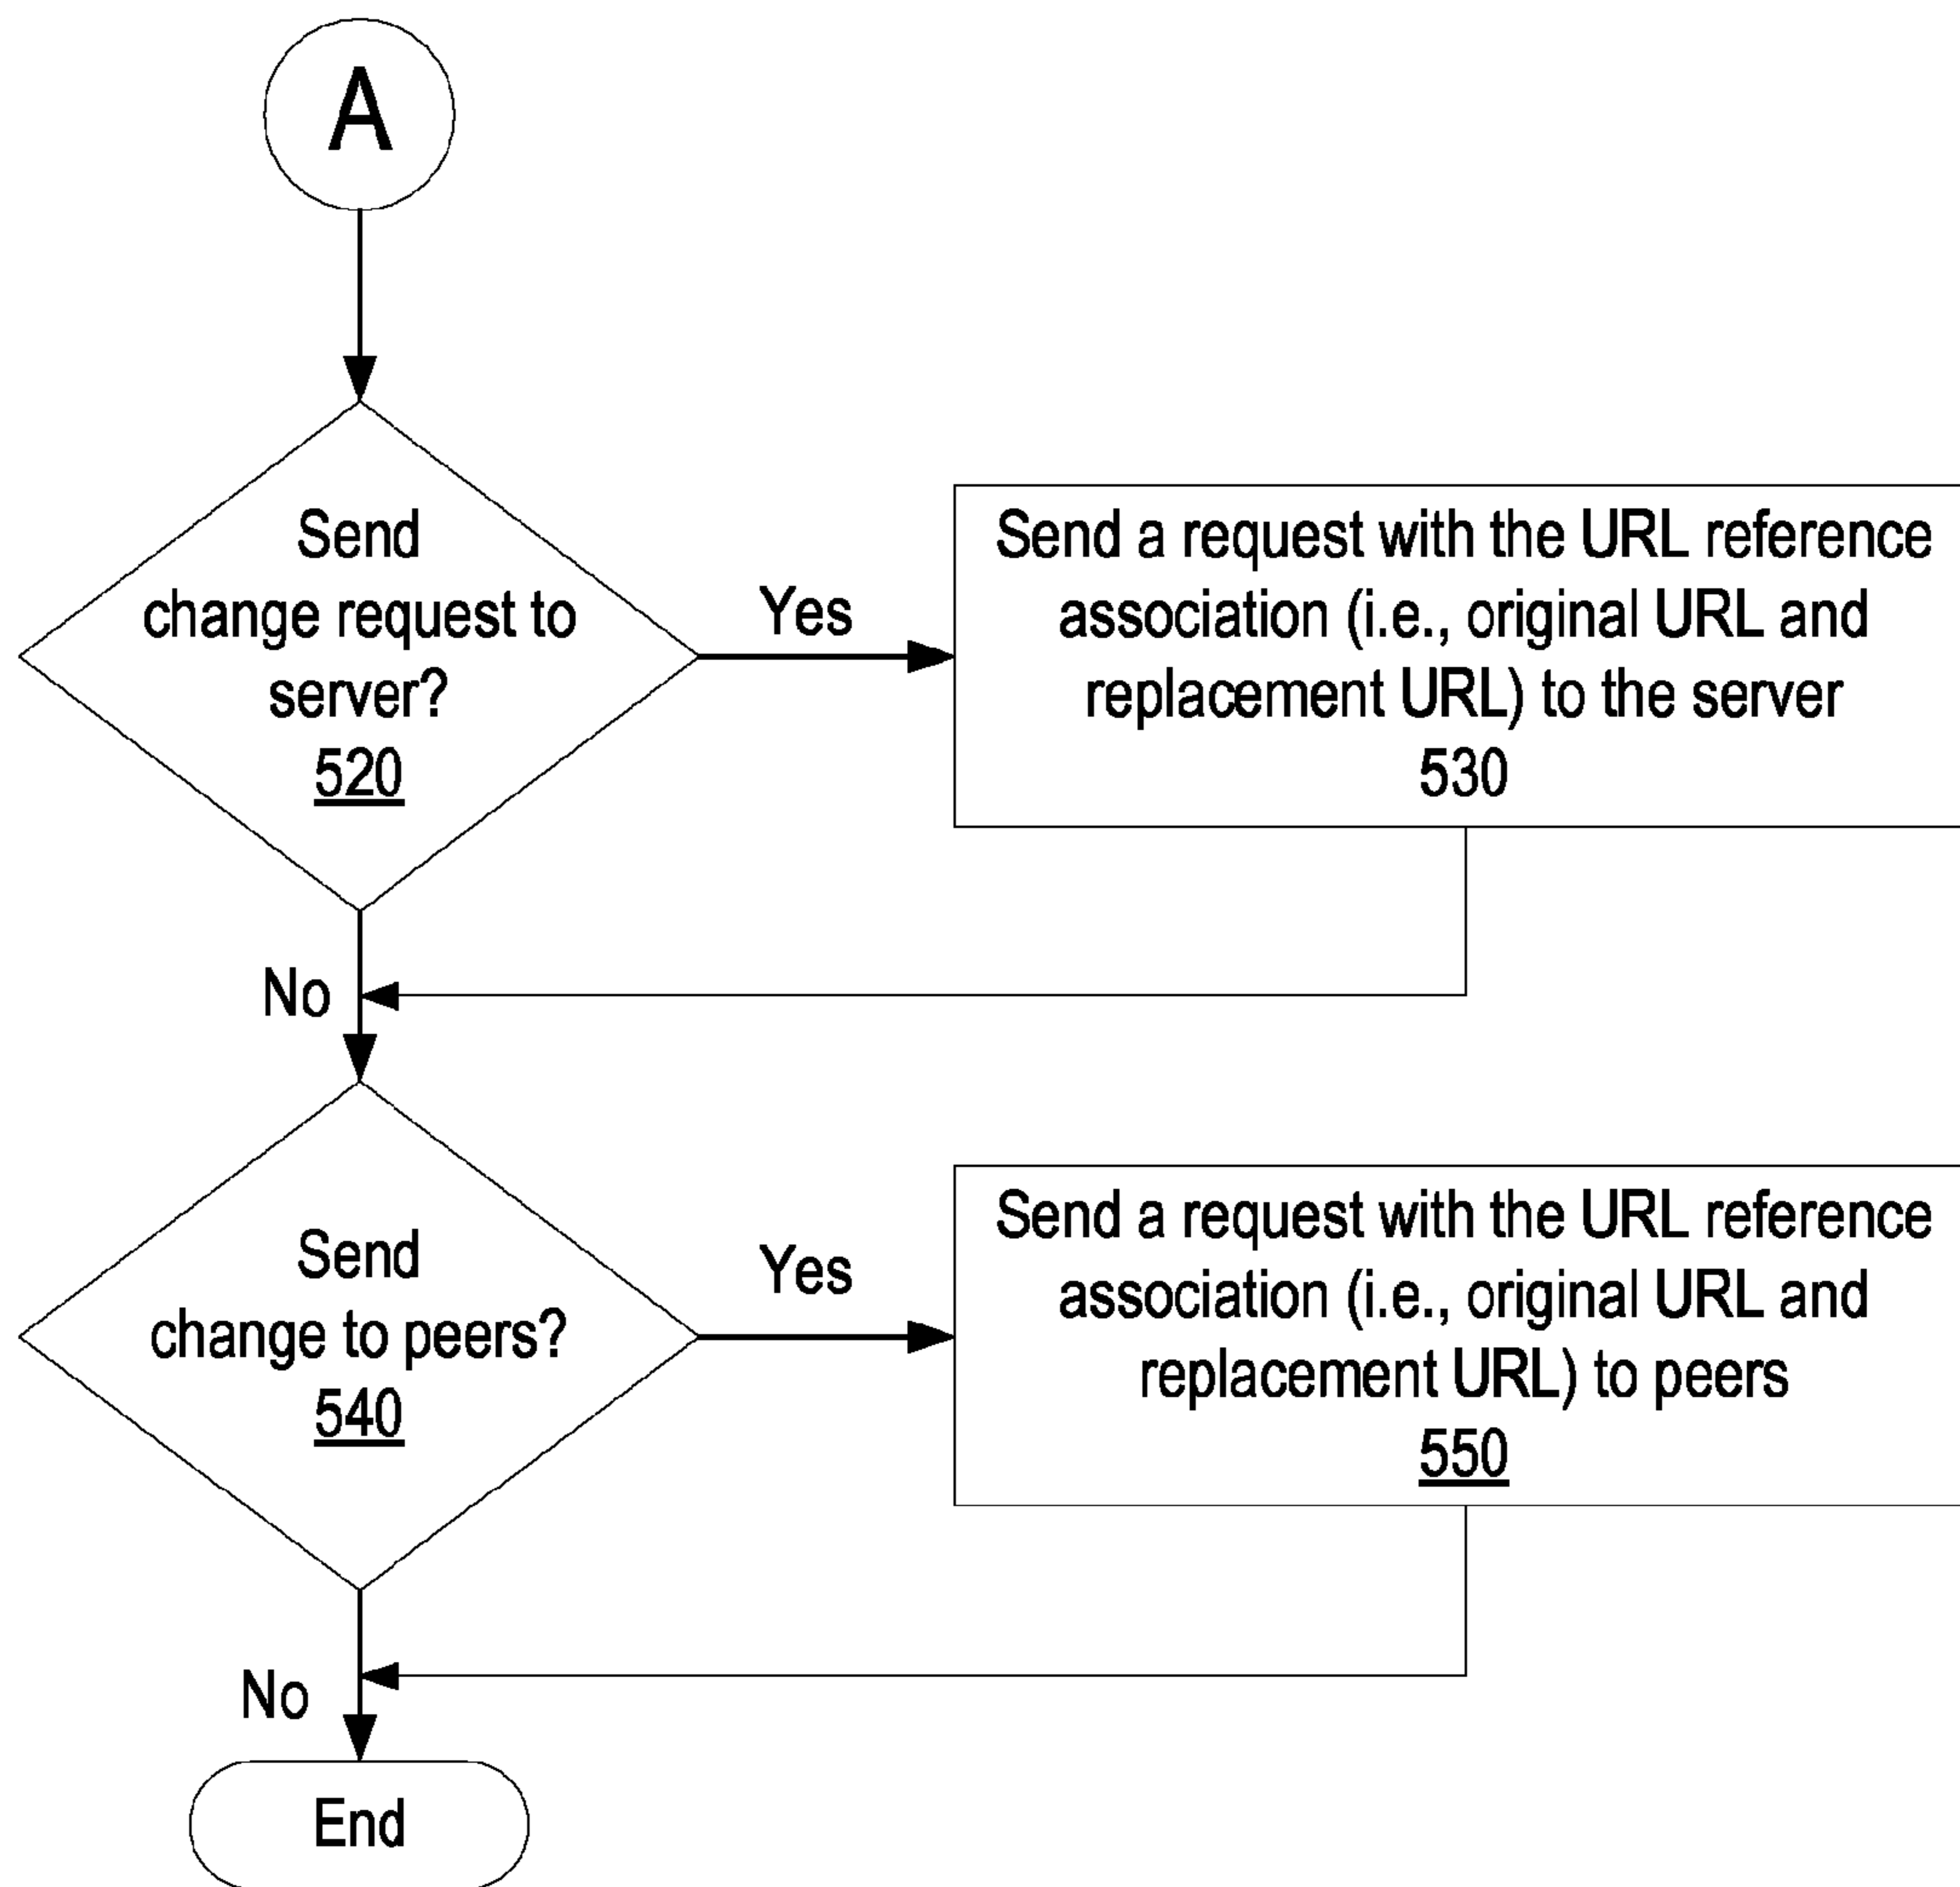 A
Send
change request to
server?
520
Yes
Send a request with the URL reference
association (i.e., original URL and
replacement URL) to the server
530
No
Send
change to peers?
540
Yes
Send a request with the URL reference
association (i.e., original URL and
replacement URL) to peers
550
No
End